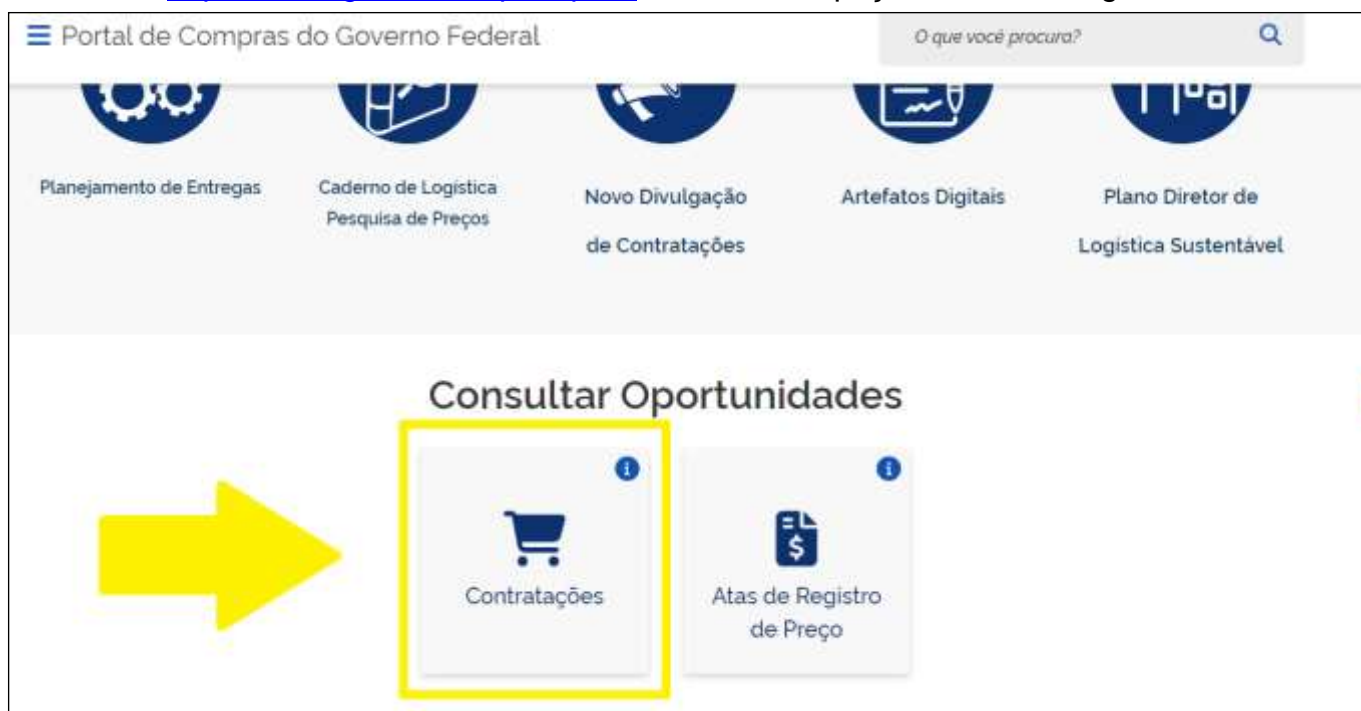 Portal de Compras do Governo Federal
O que você procura?
Planejamento de Entregas
Caderno de Logística
Pesquisa de Preços
Novo Divulgação
de Contratações
Artefatos Digitais
Plano Diretor de
Logística Sustentável
Consultar Oportunidades
Contratações
Atas de Registro
de Preço